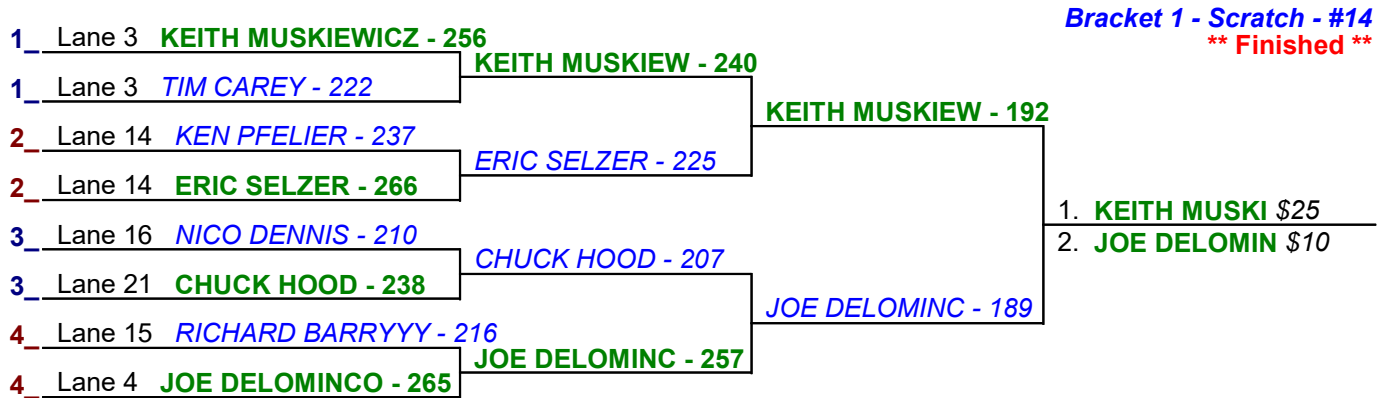 Bracket 1 - Scratch - #14
** Finished **
1_ Lane 3 KEITH MUSKIEWICZ - 256
1_ Lane 3 TIM CAREY - 222
2_ Lane 14 KEN PFELIER - 237
2_ Lane 14 ERIC SELZER - 266
3_ Lane 16 NICO DENNIS - 210
3_ Lane 21 CHUCK HOOD - 238
4_ Lane 15 RICHARD BARRYYY - 216
4_ Lane 4 JOE DELOMINCO - 265
KEITH MUSKIEW - 240
ERIC SELZER - 225
CHUCK HOOD - 207
JOE DELOMINC - 257
KEITH MUSKIEW - 192
JOE DELOMINC - 189
1. KEITH MUSKI $25
2. JOE DELOMIN $10